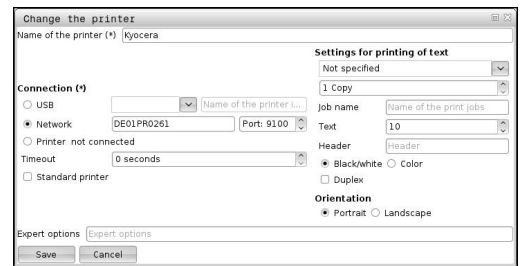 Change the printer
Name of the printer (*) Kyocera
Settings for printing of text
Not specified
Connection (*)
1 Copy
USB Name of the printer i...
Job name Name of the print jobs
Network DE01PR0261 Port: 9100
Text 10
Printer not connected
Header Header
Timeout 0 seconds
Black/white Color
Standard printer
Duplex
Orientation
Portrait Landscape
Expert options Expert options
Save Cancel